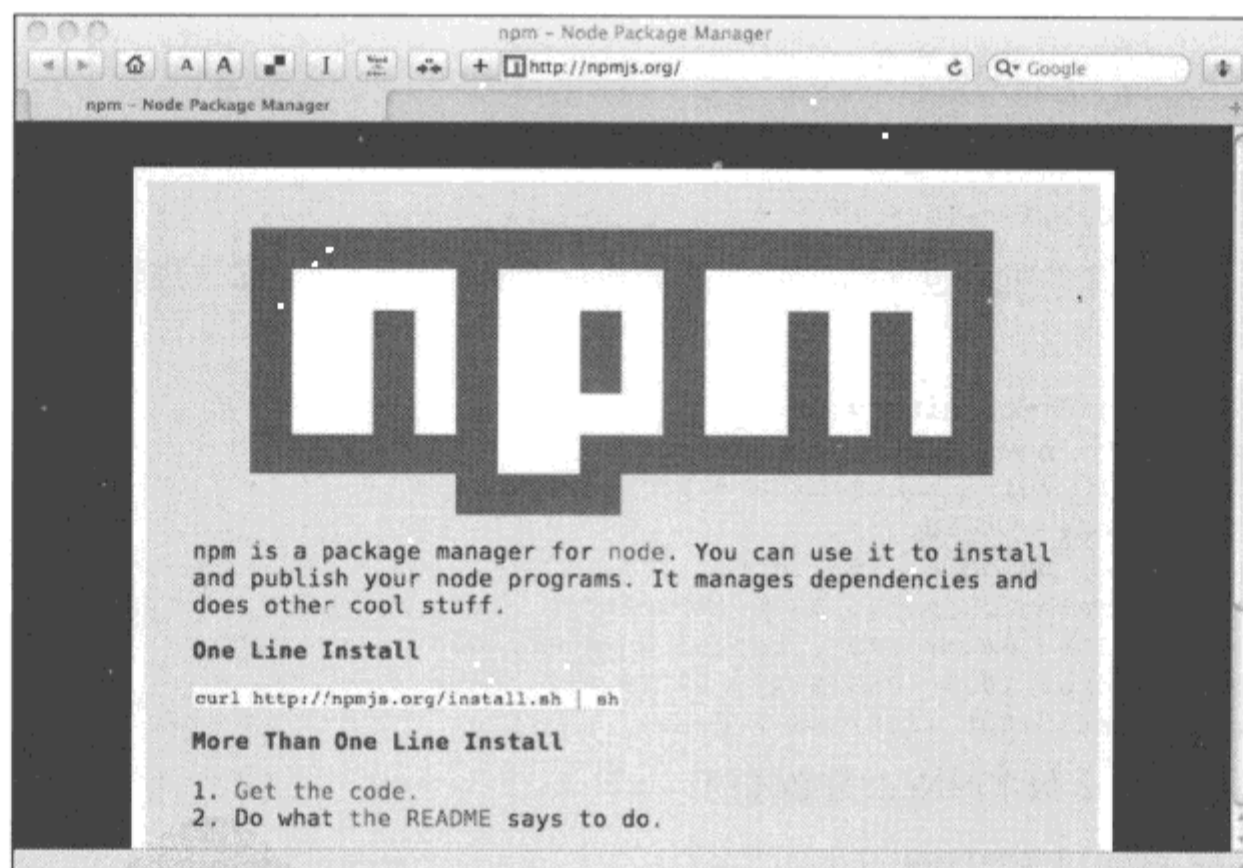 npm – Node Package Manager
A A
http://npmjs.org/
Google
npm – Node Package Manager
npm
npm is a package manager for node. You can use it to install
and publish your node programs. It manages dependencies and
does other cool stuff.
One Line Install
curl http://npmjs.org/install.sh | sh
More Than One Line Install
1. Get the code.
2. Do what the README says to do.